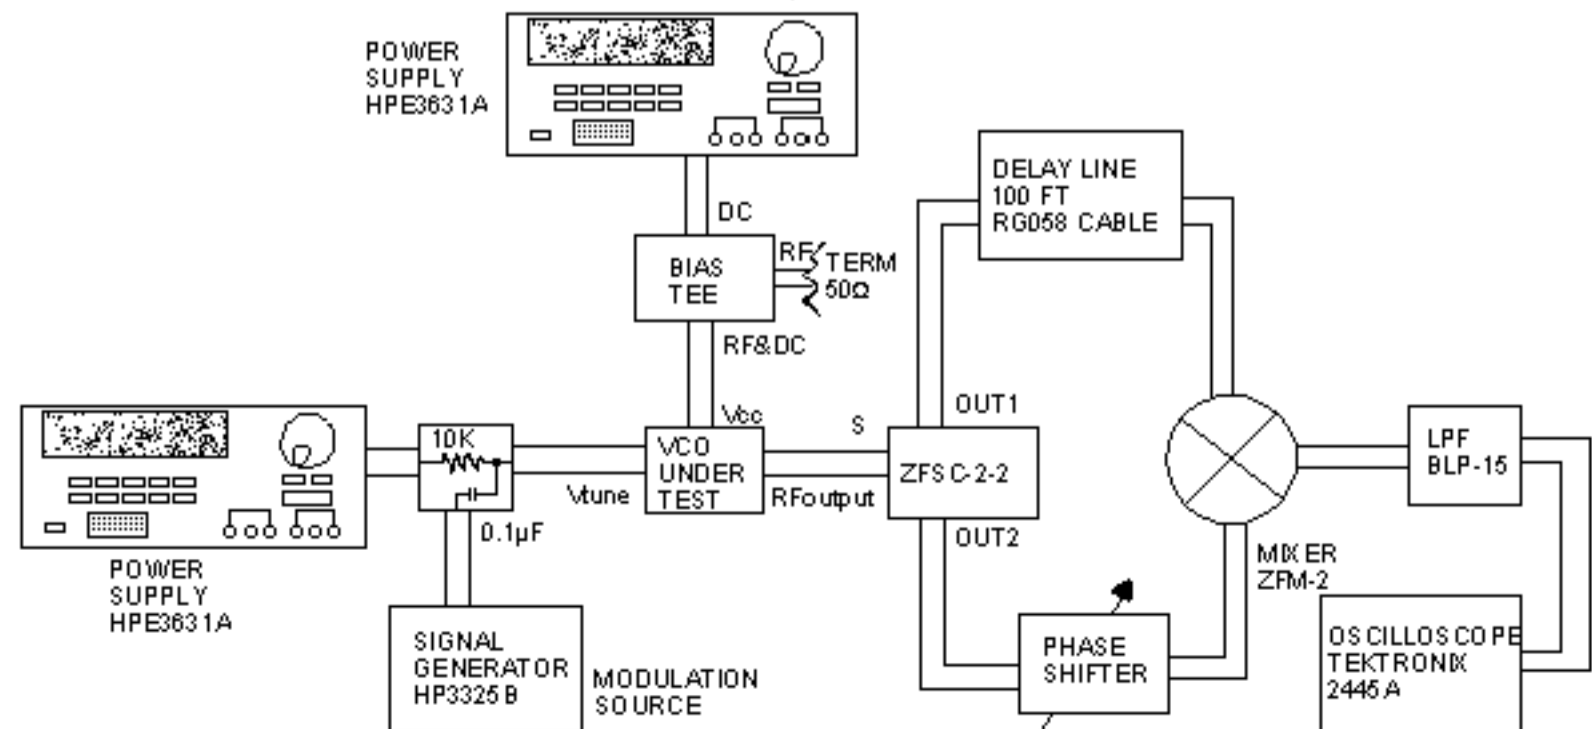 POWER
SUPPLY
HPE3631A
DC
BIAS
TEE
RF
TERM
50Ω
RF&DC
DELAY LINE
100 FT
RG058 CABLE
Vcc
S
OUT1
10K
VCO
UNDER
TEST
ZFSC-2-2
LPF
BLP-15
Vtune
RFoutput
0.1µF
OUT2
MIXER
ZFM-2
POWER
SUPPLY
HPE3631A
SIGNAL
GENERATOR
HP3325B
MODULATION
SOURCE
PHASE
SHIFTER
OSCILLOSCOPE
TEKTRONIX
2445A